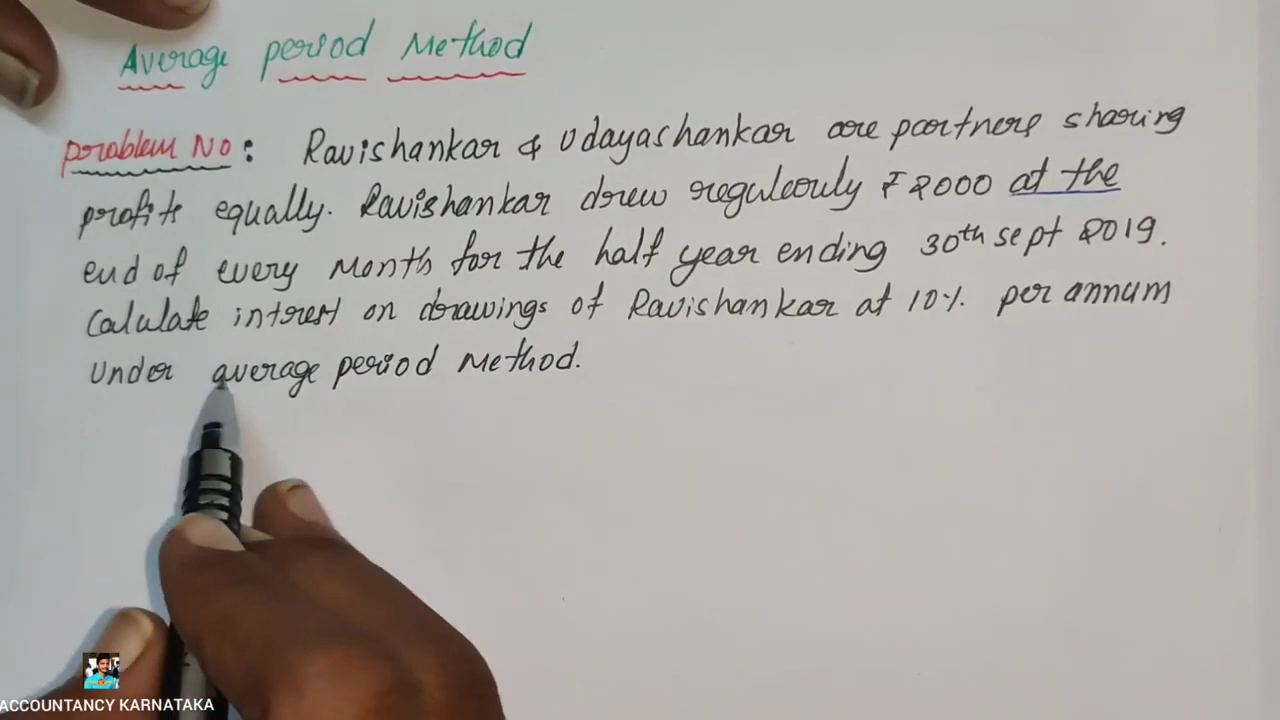 Average period Method
problem No: Ravishankar & Udayashankar are partners sharing
profits equally. Ravishankar drew regularly ₹2000 at the
end of every Month for the half year ending 30th sept 2019.
Calulate interest on drawings of Ravishankar at 10% per annum
Under average period Method.
ACCOUNTANCY KARNATAKA